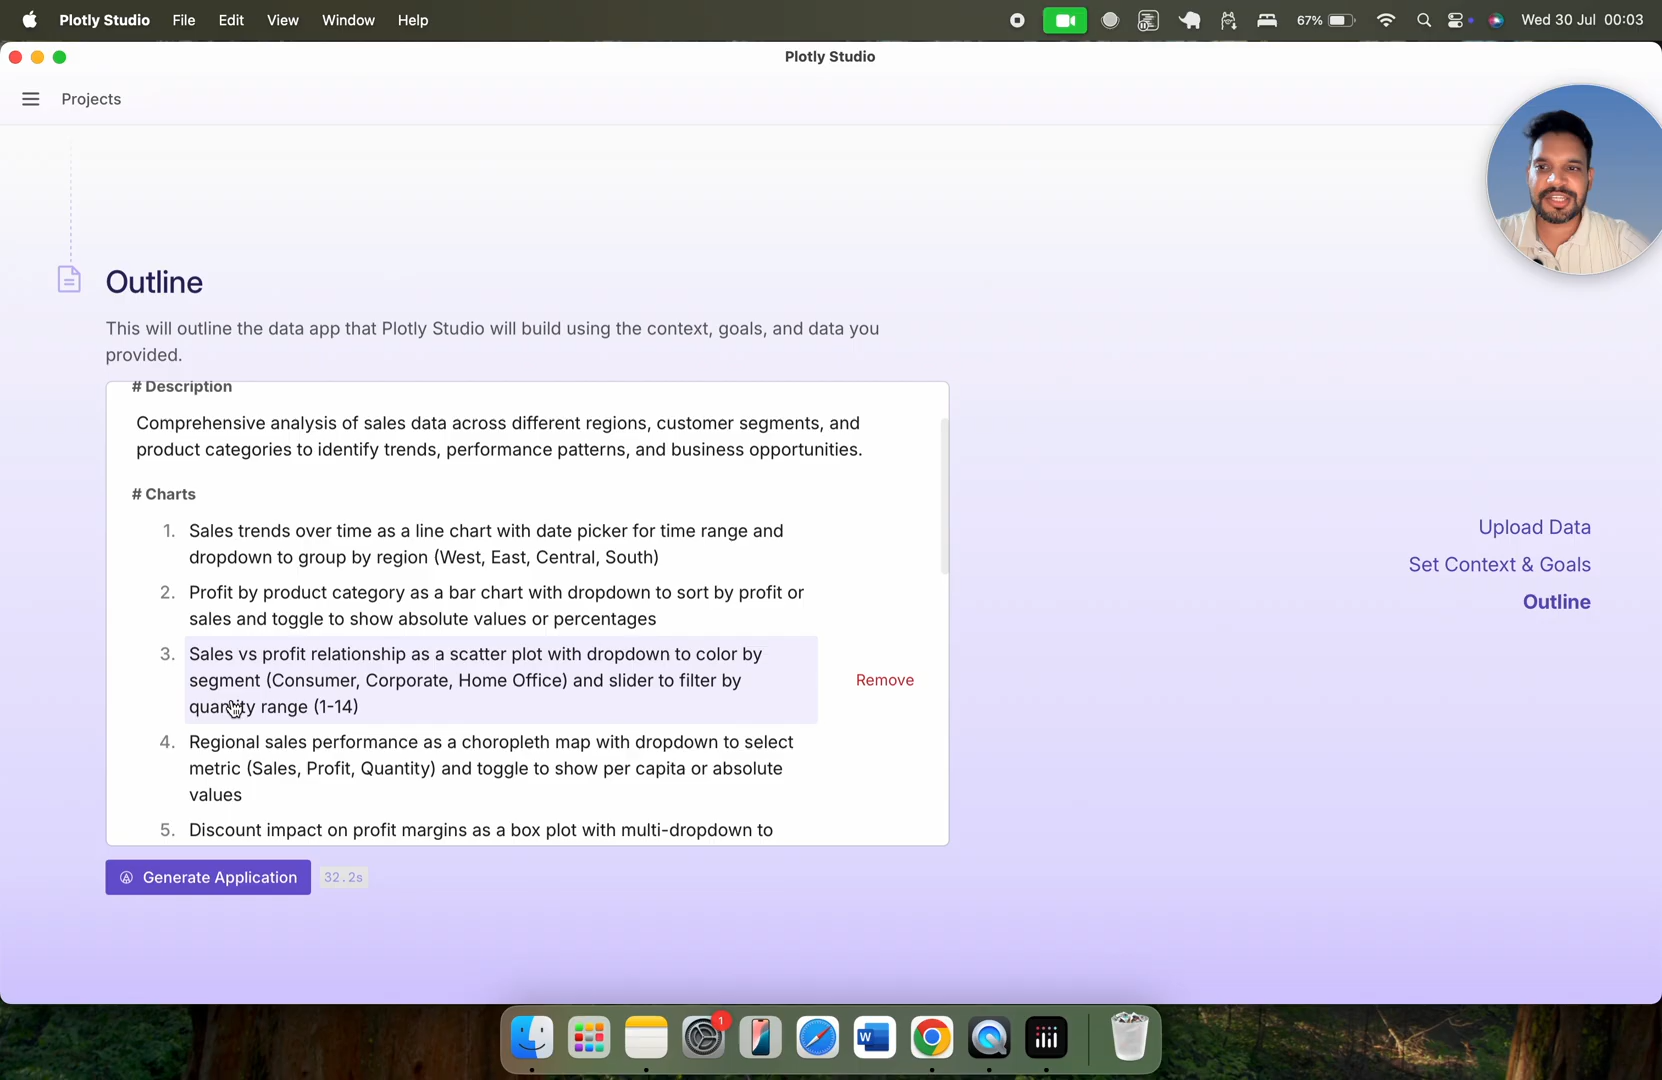 Plotly Studio File Edit View Window Help 67% Wed 30 Jul 00:03
Plotly Studio
Projects
Outline
This will outline the data app that Plotly Studio will build using the context, goals, and data you
provided.
# Description
Comprehensive analysis of sales data across different regions, customer segments, and
product categories to identify trends, performance patterns, and business opportunities.
# Charts
1. Sales trends over time as a line chart with date picker for time range and
dropdown to group by region (West, East, Central, South)
2. Profit by product category as a bar chart with dropdown to sort by profit or
sales and toggle to show absolute values or percentages
3. Sales vs profit relationship as a scatter plot with dropdown to color by
segment (Consumer, Corporate, Home Office) and slider to filter by
quantity range (1-14)
Remove
4. Regional sales performance as a choropleth map with dropdown to select
metric (Sales, Profit, Quantity) and toggle to show per capita or absolute
values
5. Discount impact on profit margins as a box plot with multi-dropdown to
Generate Application 32.2s
Upload Data
Set Context & Goals
Outline
1
W